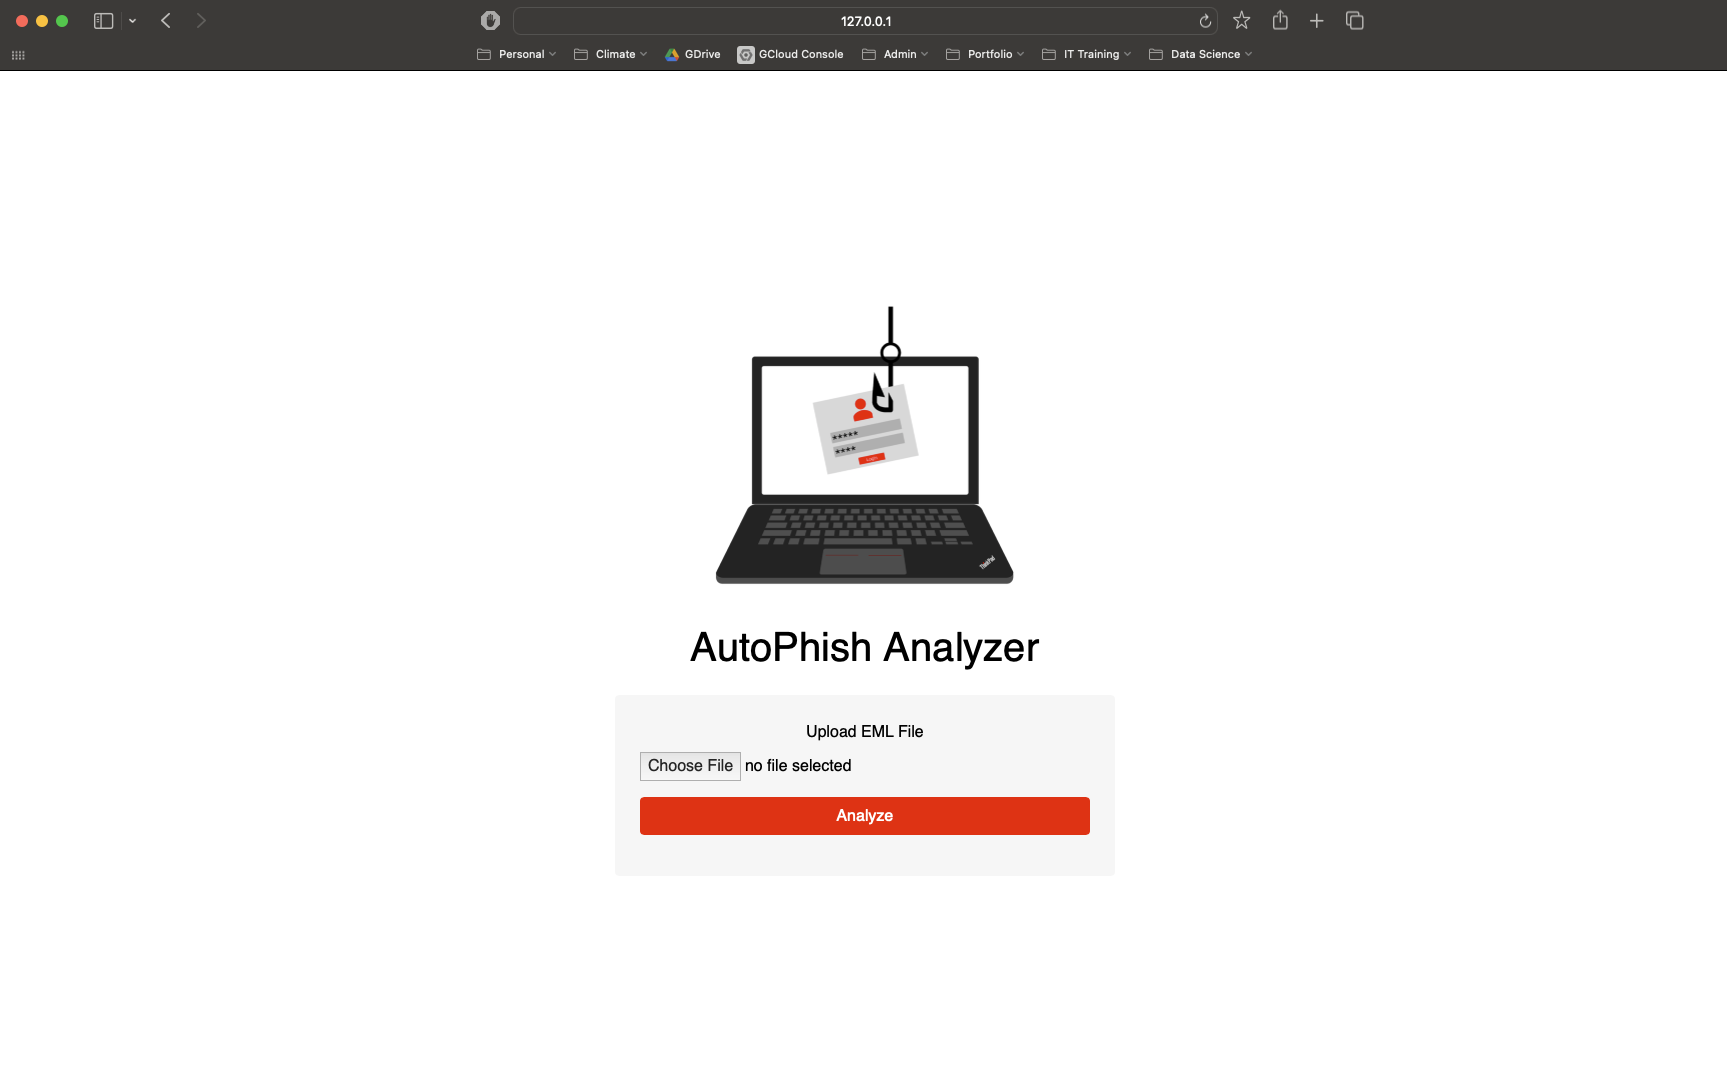 127.0.0.1
Personal Climate GDrive GCloud Console Admin Portfolio IT Training Data Science
*****
****
ThinkPad
AutoPhish Analyzer
Upload EML File
Choose File no file selected
Analyze